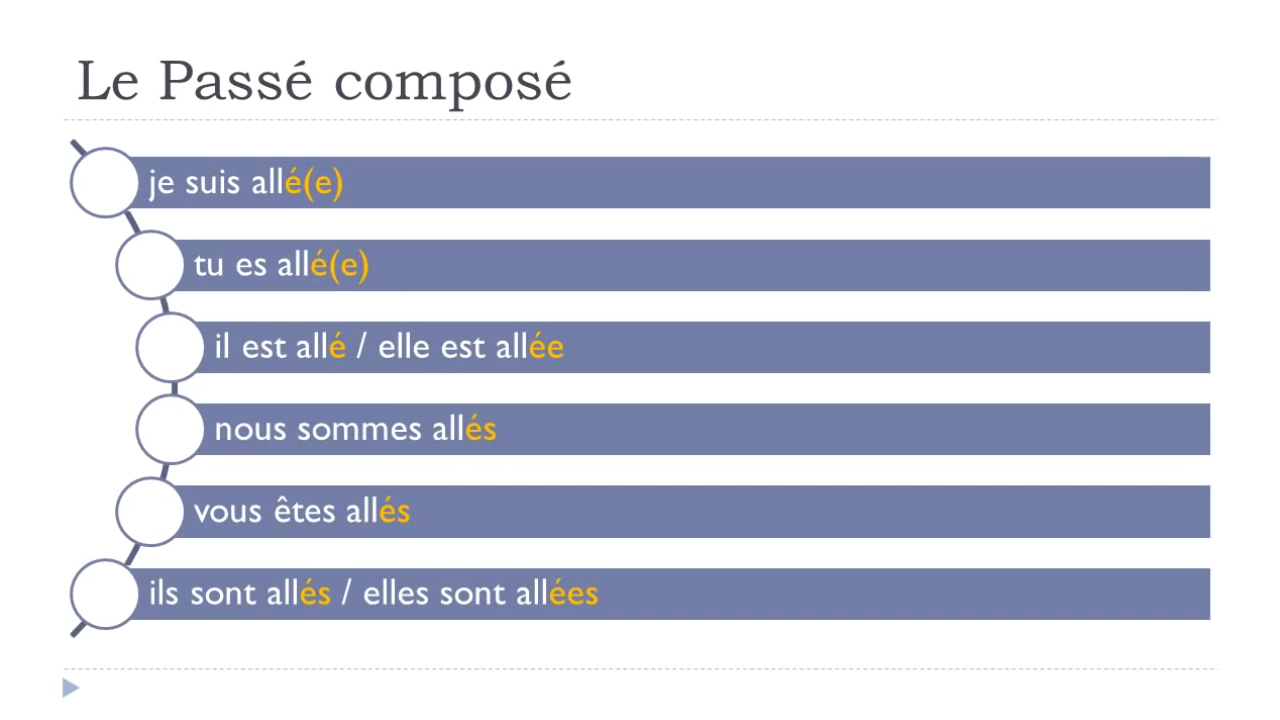 Le Passé composé
je suis allé(e)
tu es allé(e)
il est allé / elle est allée
nous sommes allés
vous êtes allés
ils sont allés / elles sont allées